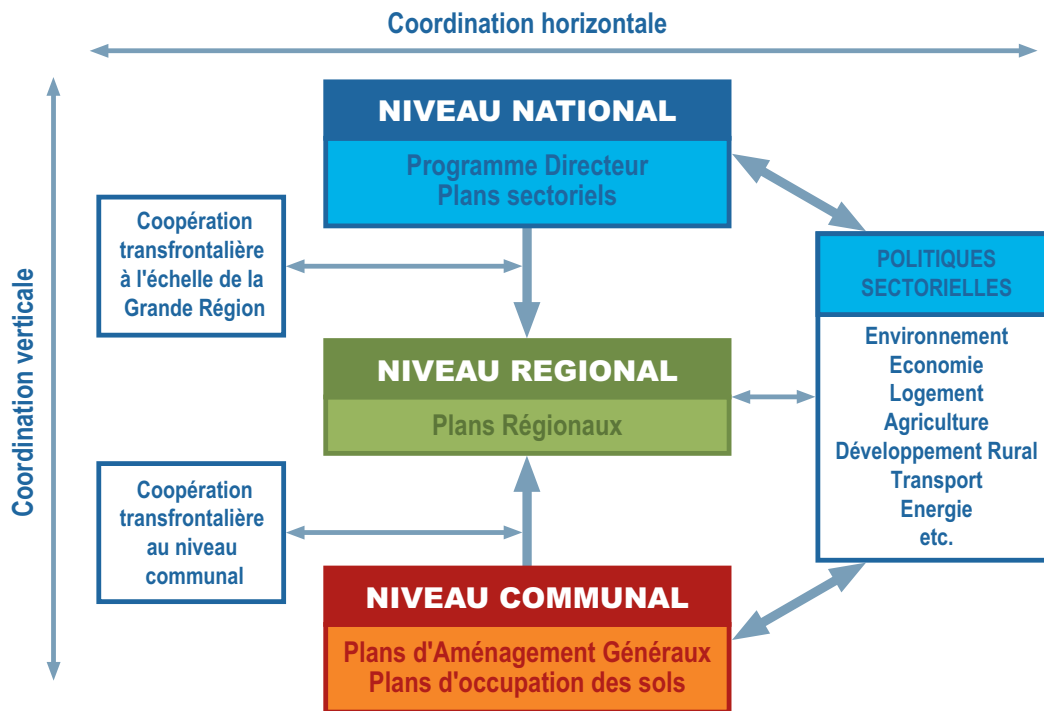 Coordination horizontale
Coordination verticale
NIVEAU NATIONAL
Programme Directeur
Plans sectoriels
Coopération
transfrontalière
à l'échelle de la
Grande Région
POLITIQUES
SECTORIELLES
Environnement
Economie
Logement
Agriculture
Développement Rural
Transport
Energie
etc.
NIVEAU REGIONAL
Plans Régionaux
Coopération
transfrontalière
au niveau
communal
NIVEAU COMMUNAL
Plans d'Aménagement Généraux
Plans d'occupation des sols